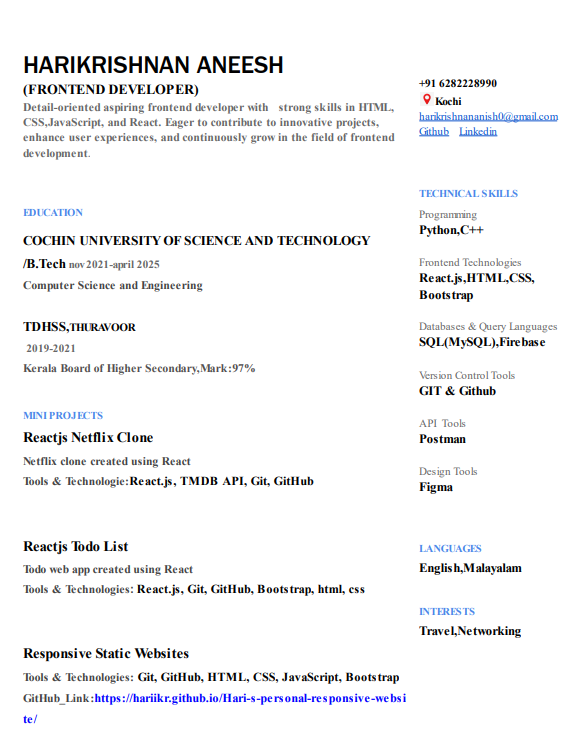 HARIKRISHNAN ANEESH
(FRONTEND DEVELOPER)
Detail-oriented aspiring frontend developer with strong skills in HTML,
CSS,JavaScript, and React. Eager to contribute to innovative projects,
enhance user experiences, and continuously grow in the field of frontend
development.
EDUCATION
COCHIN UNIVERSITY OF SCIENCE AND TECHNOLOGY
/B.Tech nov 2021-april 2025
Computer Science and Engineering
TDHSS,THURAVOOR
2019-2021
Kerala Board of Higher Secondary,Mark:97%
MINI PROJECTS
Reactjs Netflix Clone
Netflix clone created using React
Tools & Technologie:React.js, TMDB API, Git, GitHub
Reactjs Todo List
Todo web app created using React
Tools & Technologies: React.js, Git, GitHub, Bootstrap, html, css
Responsive Static Websites
Tools & Technologies: Git, GitHub, HTML, CSS, JavaScript, Bootstrap
GitHub_Link:https://hariikr.github.io/Hari-s-personal-responsive-websi
te/
+91 6282228990
Kochi
harikrishnananish0@gmail.com
Github Linkedin
TECHNICAL SKILLS
Programming
Python,C++
Frontend Technologies
React.js,HTML,CSS,
Bootstrap
Databases & Query Languages
SQL(MySQL),Firebase
Version Control Tools
GIT & Github
API Tools
Postman
Design Tools
Figma
LANGUAGES
English,Malayalam
INTERESTS
Travel,Networking